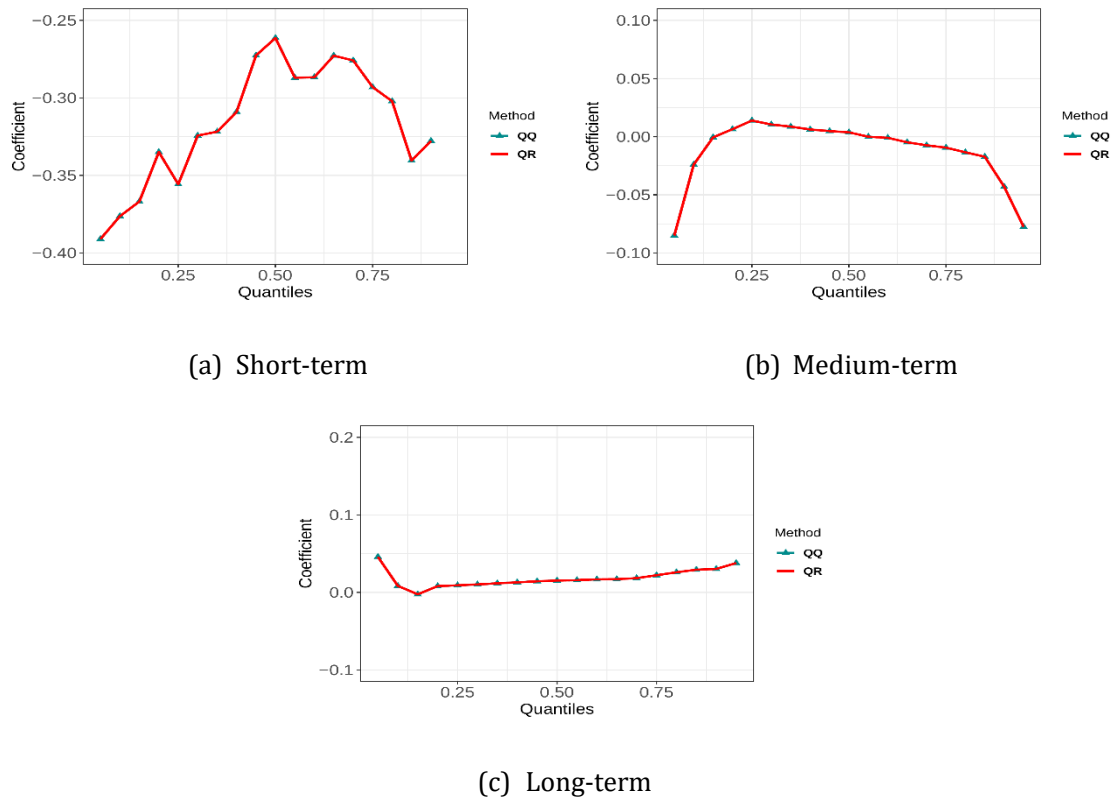 −0.25
−0.30
−0.35
−0.40
Coefficient
0.25 0.50 0.75
Quantiles
Method
QQ
QR
(a) Short-term
0.10
0.05
0.00
−0.05
−0.10
Coefficient
0.25 0.50 0.75
Quantiles
Method
QQ
QR
(b) Medium-term
0.2
0.1
0.0
−0.1
Coefficient
0.25 0.50 0.75
Quantiles
Method
QQ
QR
(c) Long-term